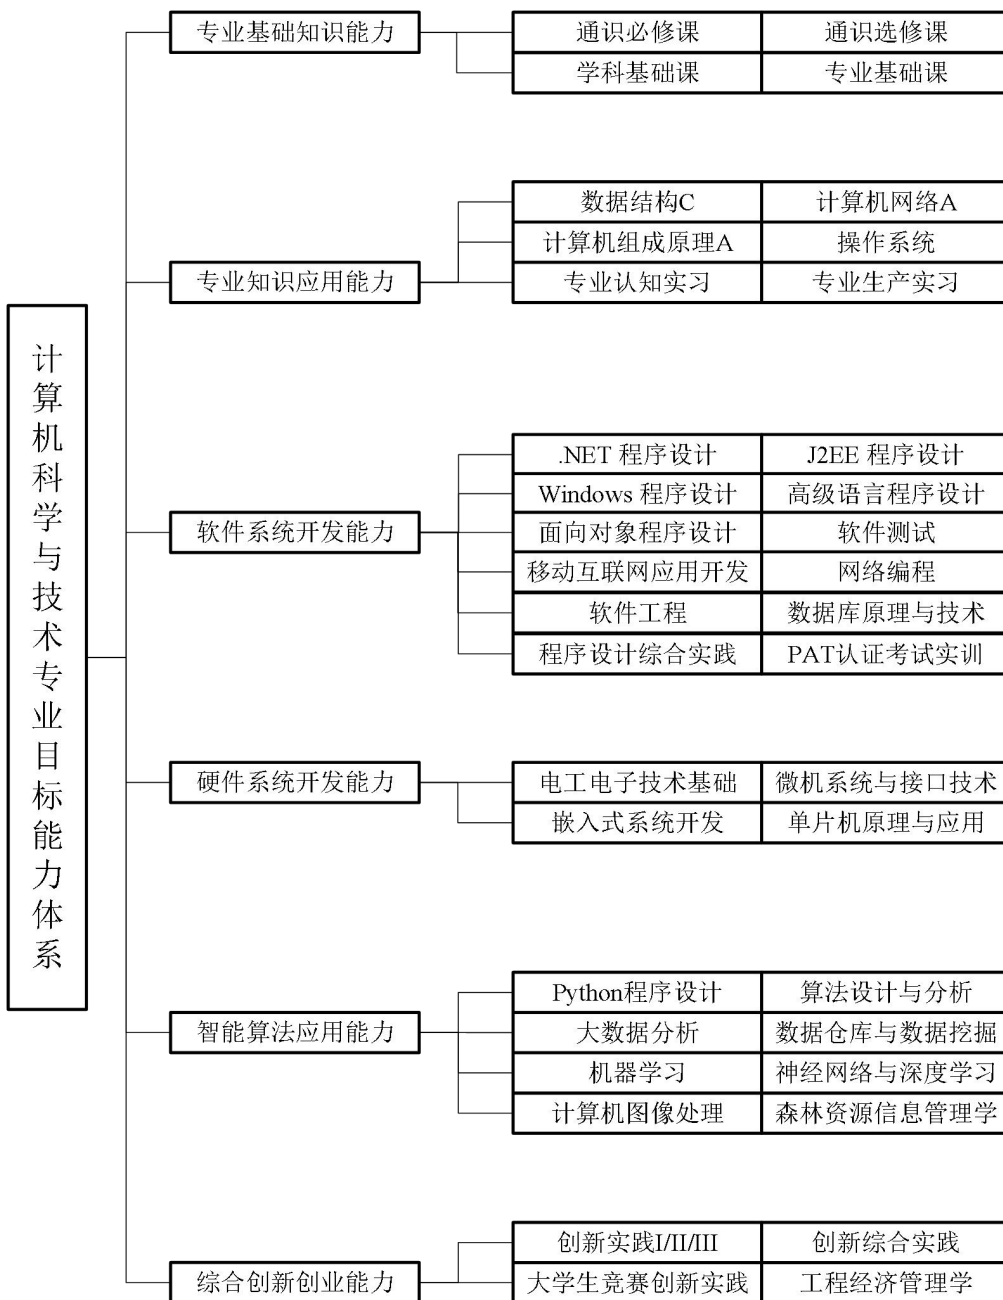 计算机科学与技术专业目标能力体系
专业基础知识能力
通识必修课 通识选修课
学科基础课 专业基础课
专业知识应用能力
数据结构C 计算机网络A
计算机组成原理A 操作系统
专业认知实习 专业生产实习
软件系统开发能力
.NET 程序设计 J2EE 程序设计
Windows 程序设计 高级语言程序设计
面向对象程序设计 软件测试
移动互联网应用开发 网络编程
软件工程 数据库原理与技术
程序设计综合实践 PAT认证考试实训
硬件系统开发能力
电工电子技术基础 微机系统与接口技术
嵌入式系统开发 单片机原理与应用
智能算法应用能力
Python程序设计 算法设计与分析
大数据分析 数据仓库与数据挖掘
机器学习 神经网络与深度学习
计算机图像处理 森林资源信息管理学
综合创新创业能力
创新实践I/II/III 创新综合实践
大学生竞赛创新实践 工程经济管理学